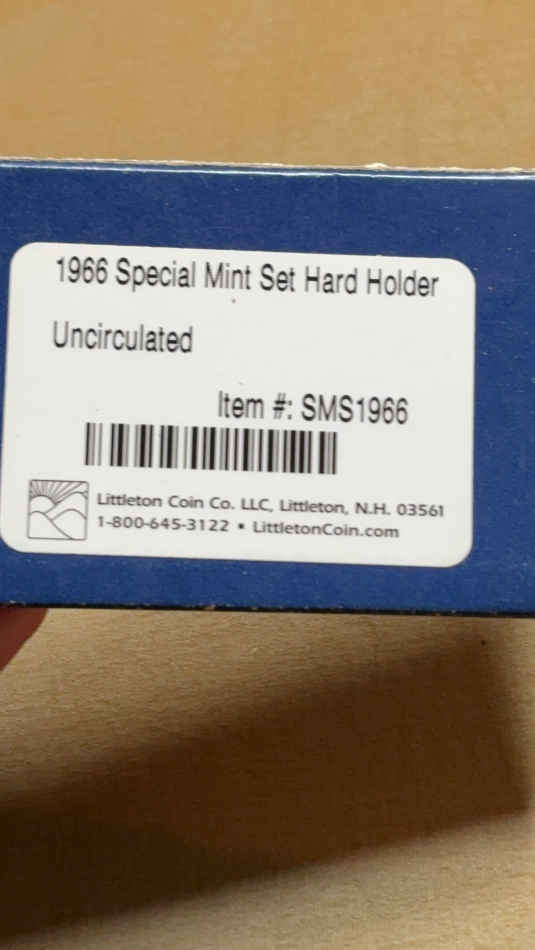 1966 Special Mint Set Hard Holder
Uncirculated
Item #: SMS1966
Littleton Coin Co. LLC, Littleton, N.H. 03561
1-800-645-3122 ▪ LittletonCoin.com